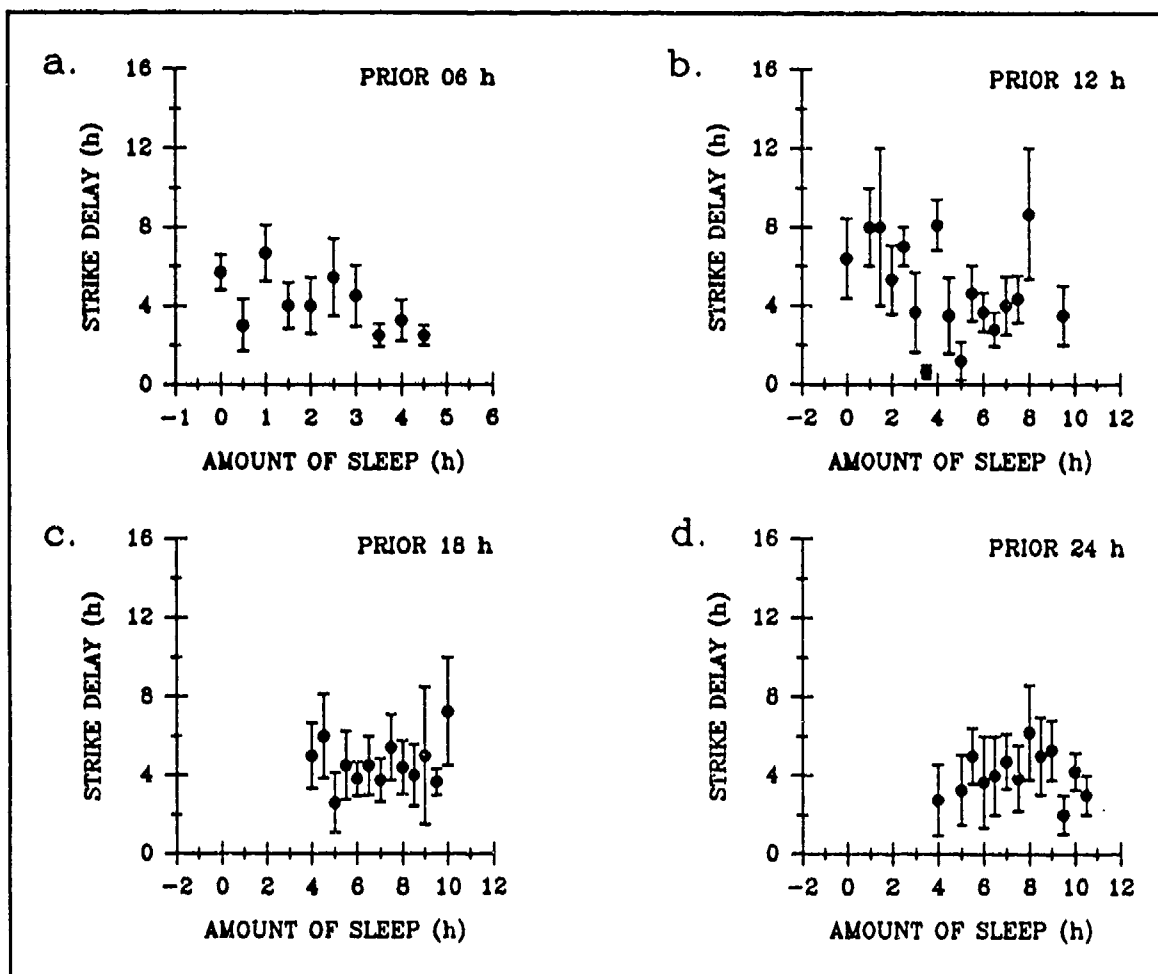 a.
PRIOR 06 h
16
12
8
4
0
STRIKE DELAY (h)
-1 0 1 2 3 4 5 6
AMOUNT OF SLEEP (h)
b.
PRIOR 12 h
16
12
8
4
0
STRIKE DELAY (h)
-2 0 2 4 6 8 10 12
AMOUNT OF SLEEP (h)
c.
PRIOR 18 h
16
12
8
4
0
STRIKE DELAY (h)
-2 0 2 4 6 8 10 12
AMOUNT OF SLEEP (h)
d.
PRIOR 24 h
16
12
8
4
0
STRIKE DELAY (h)
-2 0 2 4 6 8 10 12
AMOUNT OF SLEEP (h)